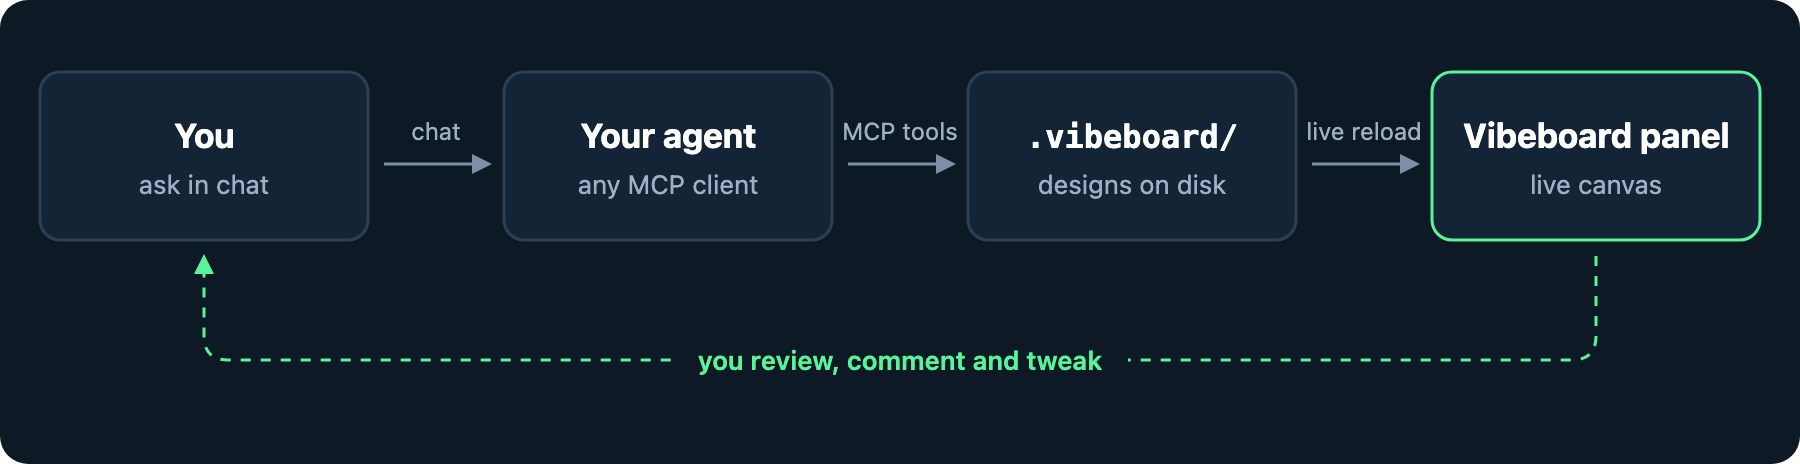 You
ask in chat
chat
Your agent
any MCP client
MCP tools
.vibeboard/
designs on disk
live reload
Vibeboard panel
live canvas
you review, comment and tweak